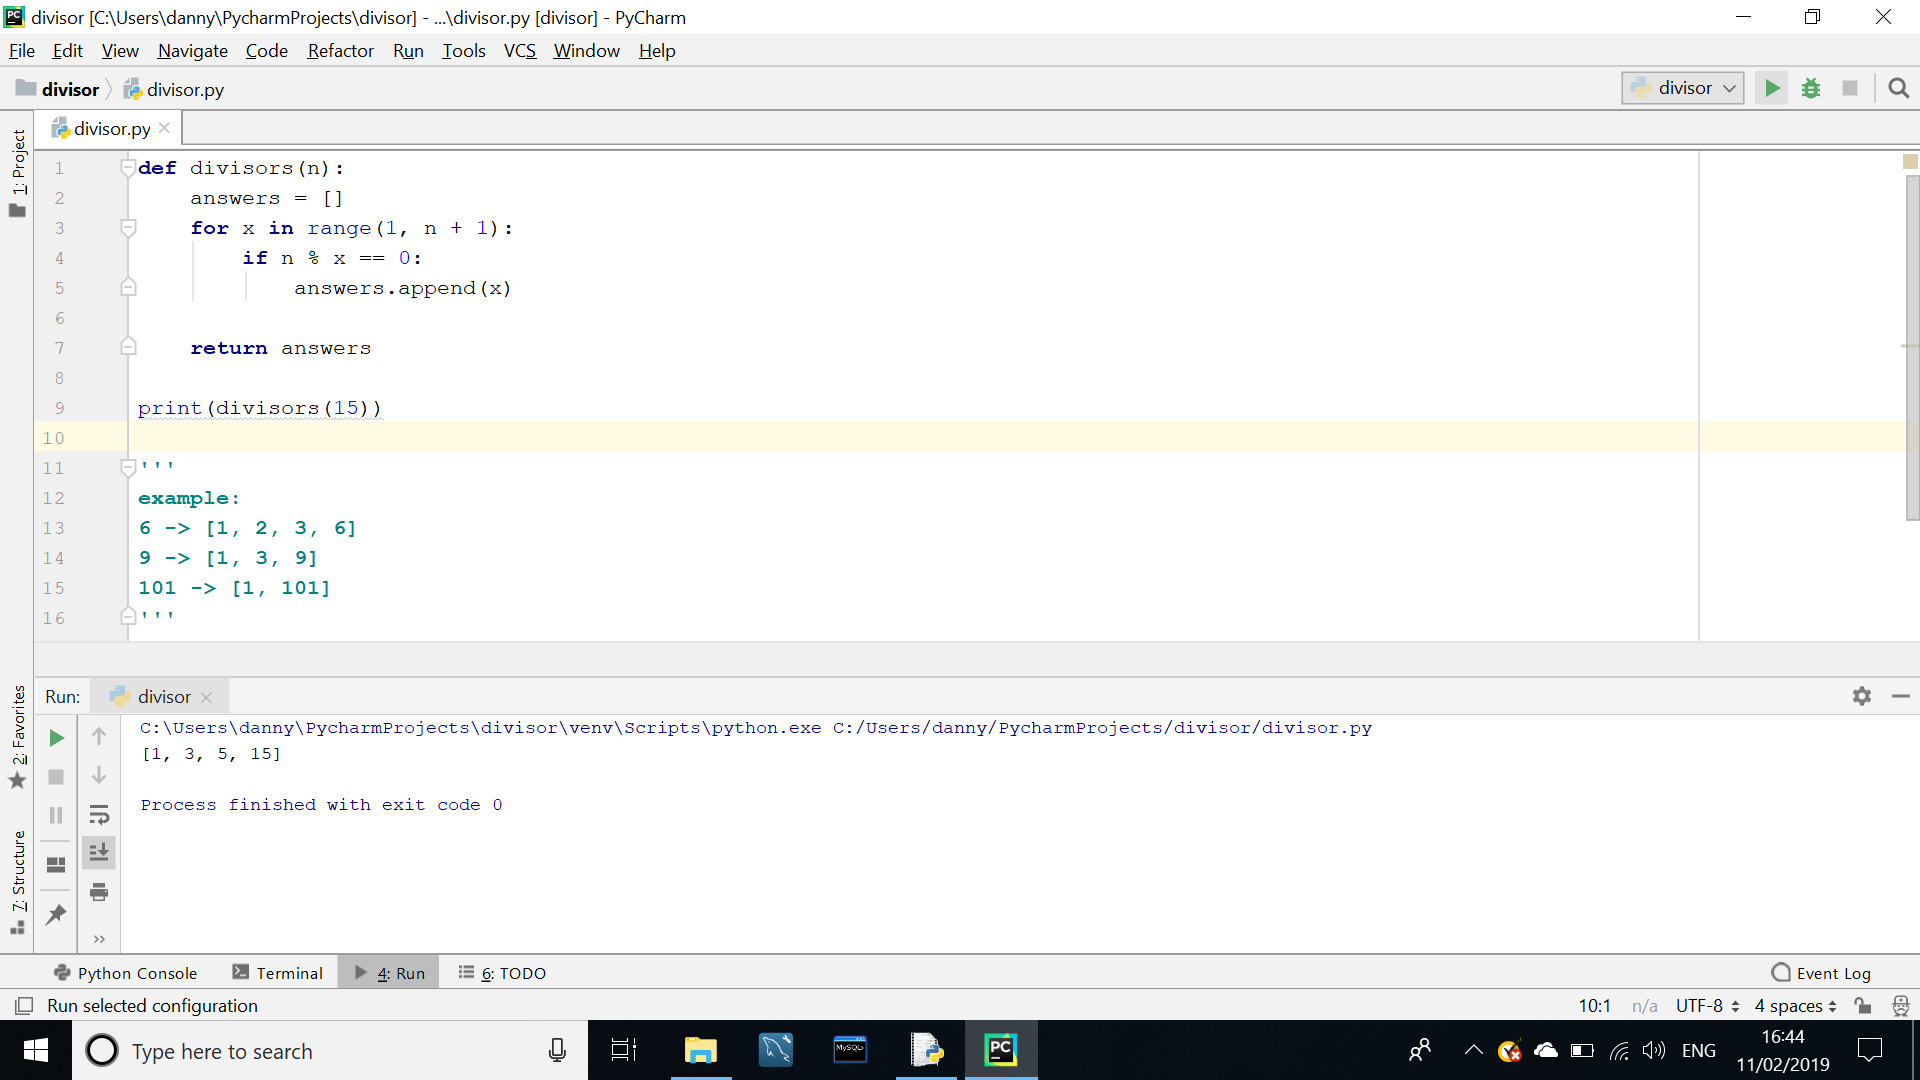 divisor [C:\Users\danny\PycharmProjects\divisor] - ...\divisor.py [divisor] - PyCharm
File Edit View Navigate Code Refactor Run Tools VCS Window Help
divisor divisor.py divisor
divisor.py
1: Project
1 def divisors(n):
2     answers = []
3     for x in range(1, n + 1):
4         if n % x == 0:
5             answers.append(x)
6
7     return answers
8
9 print(divisors(15))
10
11 '''
12 example:
13 6 -> [1, 2, 3, 6]
14 9 -> [1, 3, 9]
15 101 -> [1, 101]
16 '''
2: Favorites
7: Structure
Run: divisor
C:\Users\danny\PycharmProjects\divisor\venv\Scripts\python.exe C:/Users/danny/PycharmProjects/divisor/divisor.py
[1, 3, 5, 15]
Process finished with exit code 0
Python Console Terminal 4: Run 6: TODO Event Log
Run selected configuration 10:1 n/a UTF-8 4 spaces
Type here to search MySQL PC ENG 16:44
11/02/2019